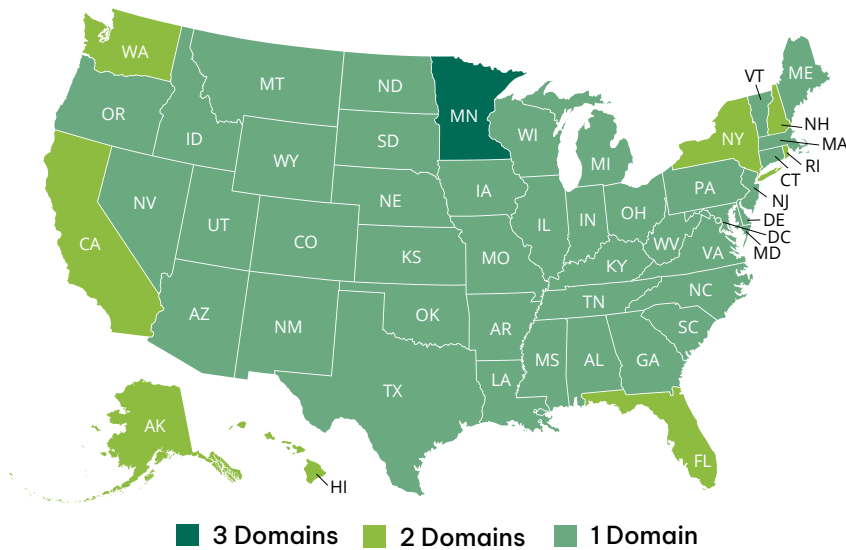 WA
MT
ND
MN
VT
ME
OR
ID
SD
WI
MI
NY
NH
MA
RI
CT
WY
NE
IA
PA
NJ
NV
UT
CO
KS
MO
IL
IN
OH
DE
DC
MD
WV
VA
KY
CA
AZ
NM
OK
AR
TN
NC
SC
TX
LA
MS
AL
GA
AK
HI
FL
3 Domains
2 Domains
1 Domain